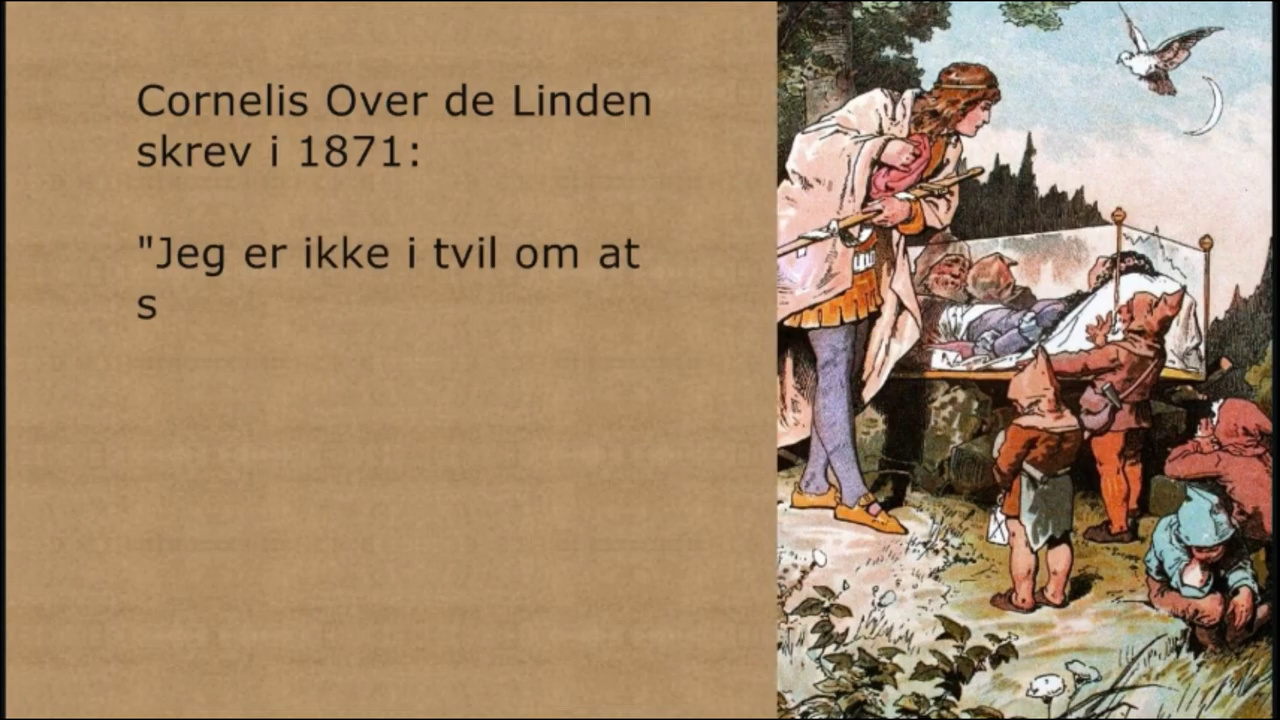 Cornelis Over de Linden
skrev i 1871:
"Jeg er ikke i tvil om at
s